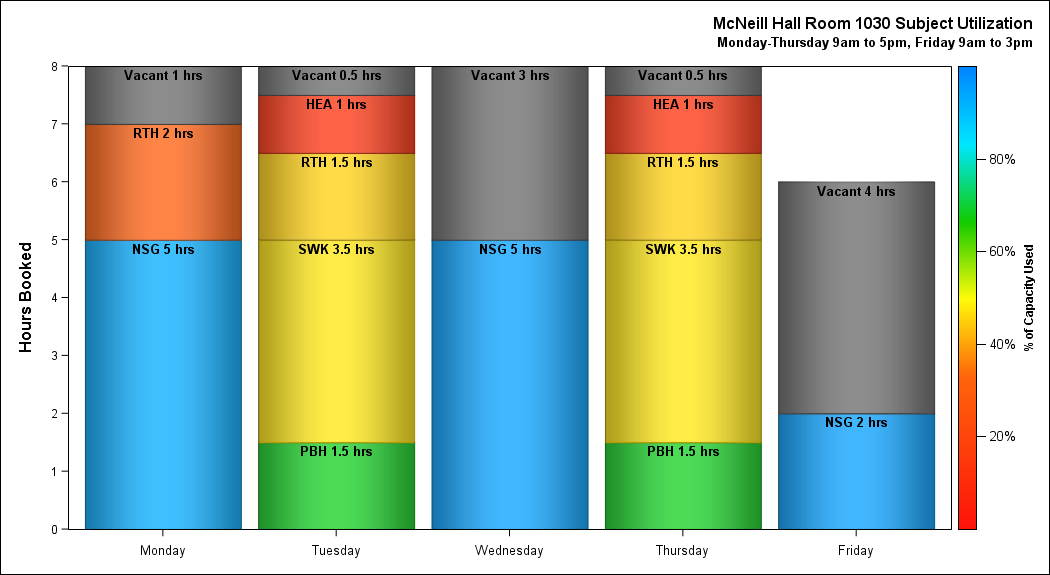 McNeill Hall Room 1030 Subject Utilization
Monday-Thursday 9am to 5pm, Friday 9am to 3pm
Hours Booked
8
7
6
5
4
3
2
1
0
Vacant 1 hrs
RTH 2 hrs
NSG 5 hrs
Vacant 0.5 hrs
HEA 1 hrs
RTH 1.5 hrs
SWK 3.5 hrs
PBH 1.5 hrs
Vacant 3 hrs
NSG 5 hrs
Vacant 0.5 hrs
HEA 1 hrs
RTH 1.5 hrs
SWK 3.5 hrs
PBH 1.5 hrs
Vacant 4 hrs
NSG 2 hrs
Monday
Tuesday
Wednesday
Thursday
Friday
80%
60%
40%
20%
% of Capacity Used